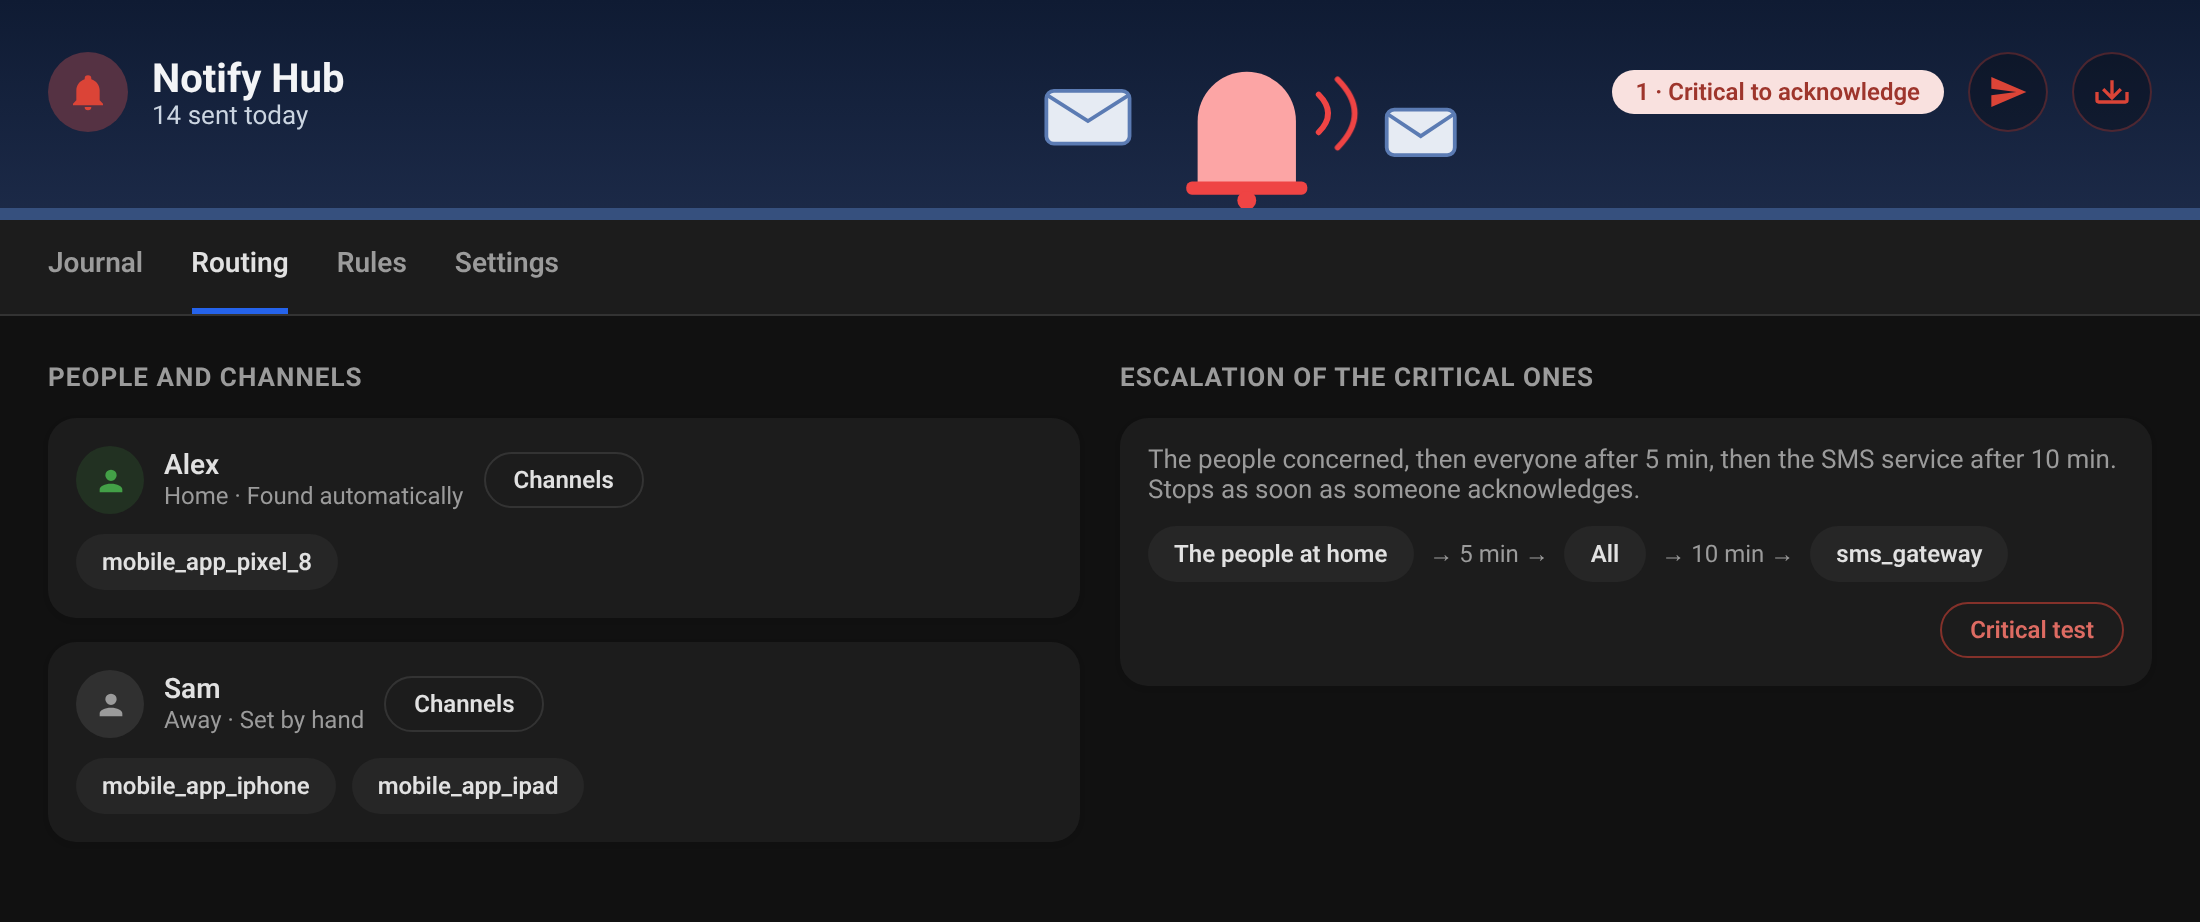 Notify Hub
14 sent today
1 · Critical to acknowledge
Journal
Routing
Rules
Settings
PEOPLE AND CHANNELS
Alex
Home · Found automatically
Channels
mobile_app_pixel_8
Sam
Away · Set by hand
Channels
mobile_app_iphone
mobile_app_ipad
ESCALATION OF THE CRITICAL ONES
The people concerned, then everyone after 5 min, then the SMS service after 10 min.
Stops as soon as someone acknowledges.
The people at home → 5 min → All → 10 min → sms_gateway
Critical test